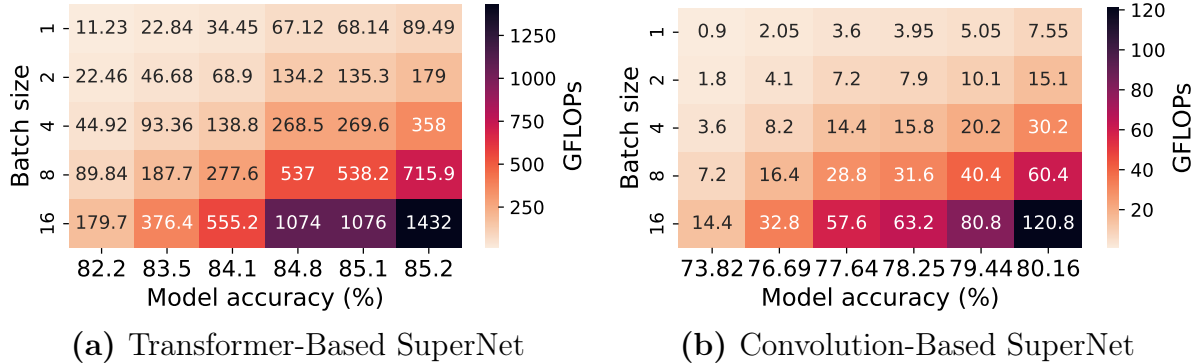 Batch size
1 11.23 22.84 34.45 67.12 68.14 89.49
2 22.46 46.68 68.9 134.2 135.3 179
4 44.92 93.36 138.8 268.5 269.6 358
8 89.84 187.7 277.6 537 538.2 715.9
16 179.7 376.4 555.2 1074 1076 1432
82.2 83.5 84.1 84.8 85.1 85.2
Model accuracy (%)
1250
1000
750
500
250
GFLOPs
(a) Transformer-Based SuperNet
Batch size
1 0.9 2.05 3.6 3.95 5.05 7.55
2 1.8 4.1 7.2 7.9 10.1 15.1
4 3.6 8.2 14.4 15.8 20.2 30.2
8 7.2 16.4 28.8 31.6 40.4 60.4
16 14.4 32.8 57.6 63.2 80.8 120.8
73.82 76.69 77.64 78.25 79.44 80.16
Model accuracy (%)
120
100
80
60
40
20
GFLOPs
(b) Convolution-Based SuperNet